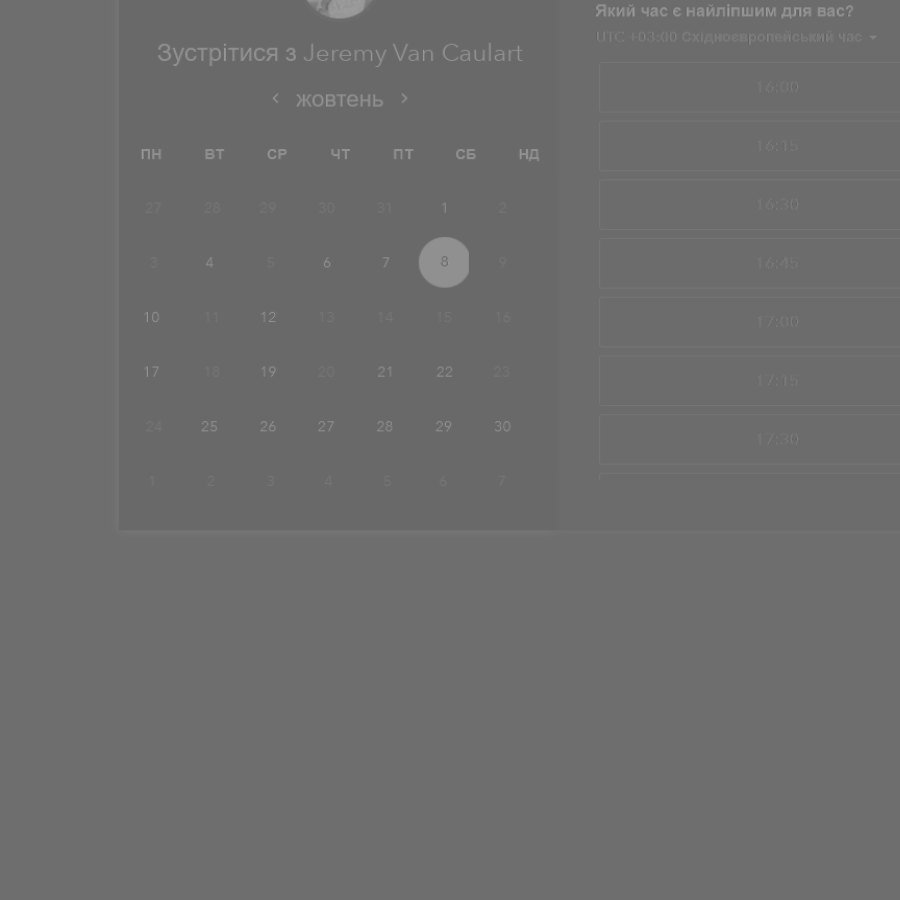 Зустрітися з Jeremy Van Caulart
‹ жовтень ›
ПН ВТ СР ЧТ ПТ СБ НД
27 28 29 30 31 1 2
3 4 5 6 7 8 9
10 11 12 13 14 15 16
17 18 19 20 21 22 23
24 25 26 27 28 29 30
1 2 3 4 5 6 7
Який час є найліпшим для вас?
UTC +03:00 Східноєвропейський час
16:00
16:15
16:30
16:45
17:00
17:15
17:30